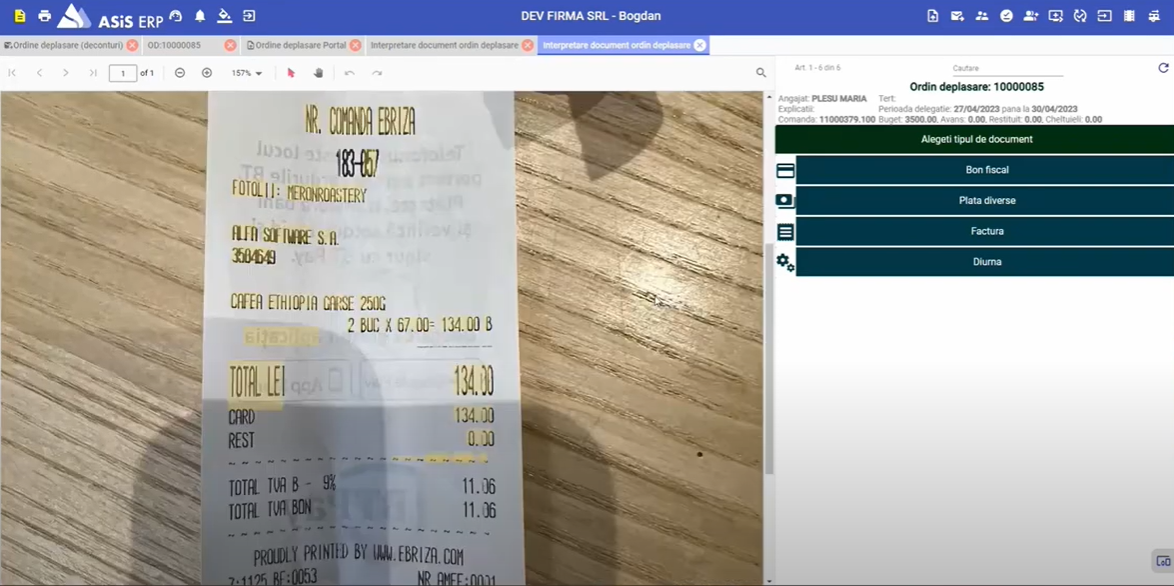 ASiS ERP
DEV FIRMA SRL - Bogdan
Ordine deplasare (deconturi)
OD:10000085
Ordine deplasare Portal
Interpretare document ordin deplasare
Interpretare document ordin deplasare
1 of 1
157%
NR. COMANDA EBRIZA
183-057
FOTOLII: MERONROASTERY
ALFA SOFTWARE S.A.
3504649
CAFEA ETHIOPIA GARSE 250G
2 BUC X 67.00= 134.00 B
TOTAL LEI 134.00
CARD 134.00
REST 0.00
TOTAL TVA B - 9% 11.06
TOTAL TVA BON 11.06
PROUDLY PRINTED BY WWW.EBRIZA.COM
Z:1125 BF:0053 NR AMEF:0001
Art. 1 - 6 din 6
Cautare
Ordin deplasare: 10000085
Angajat: PLESU MARIA Tert:
Explicatii: Perioada delegatie: 27/04/2023 pana la 30/04/2023
Comanda: 11000379.100 Buget: 3500.00, Avans: 0.00, Restituit: 0.00, Cheltuieli: 0.00
Alegeti tipul de document
Bon fiscal
Plata diverse
Factura
Diurna